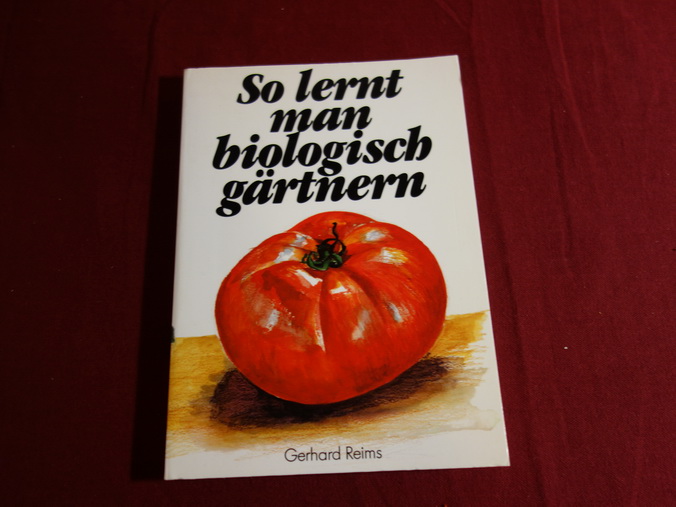 So lernt
man
biologisch
gärtnern
Gerhard Reims